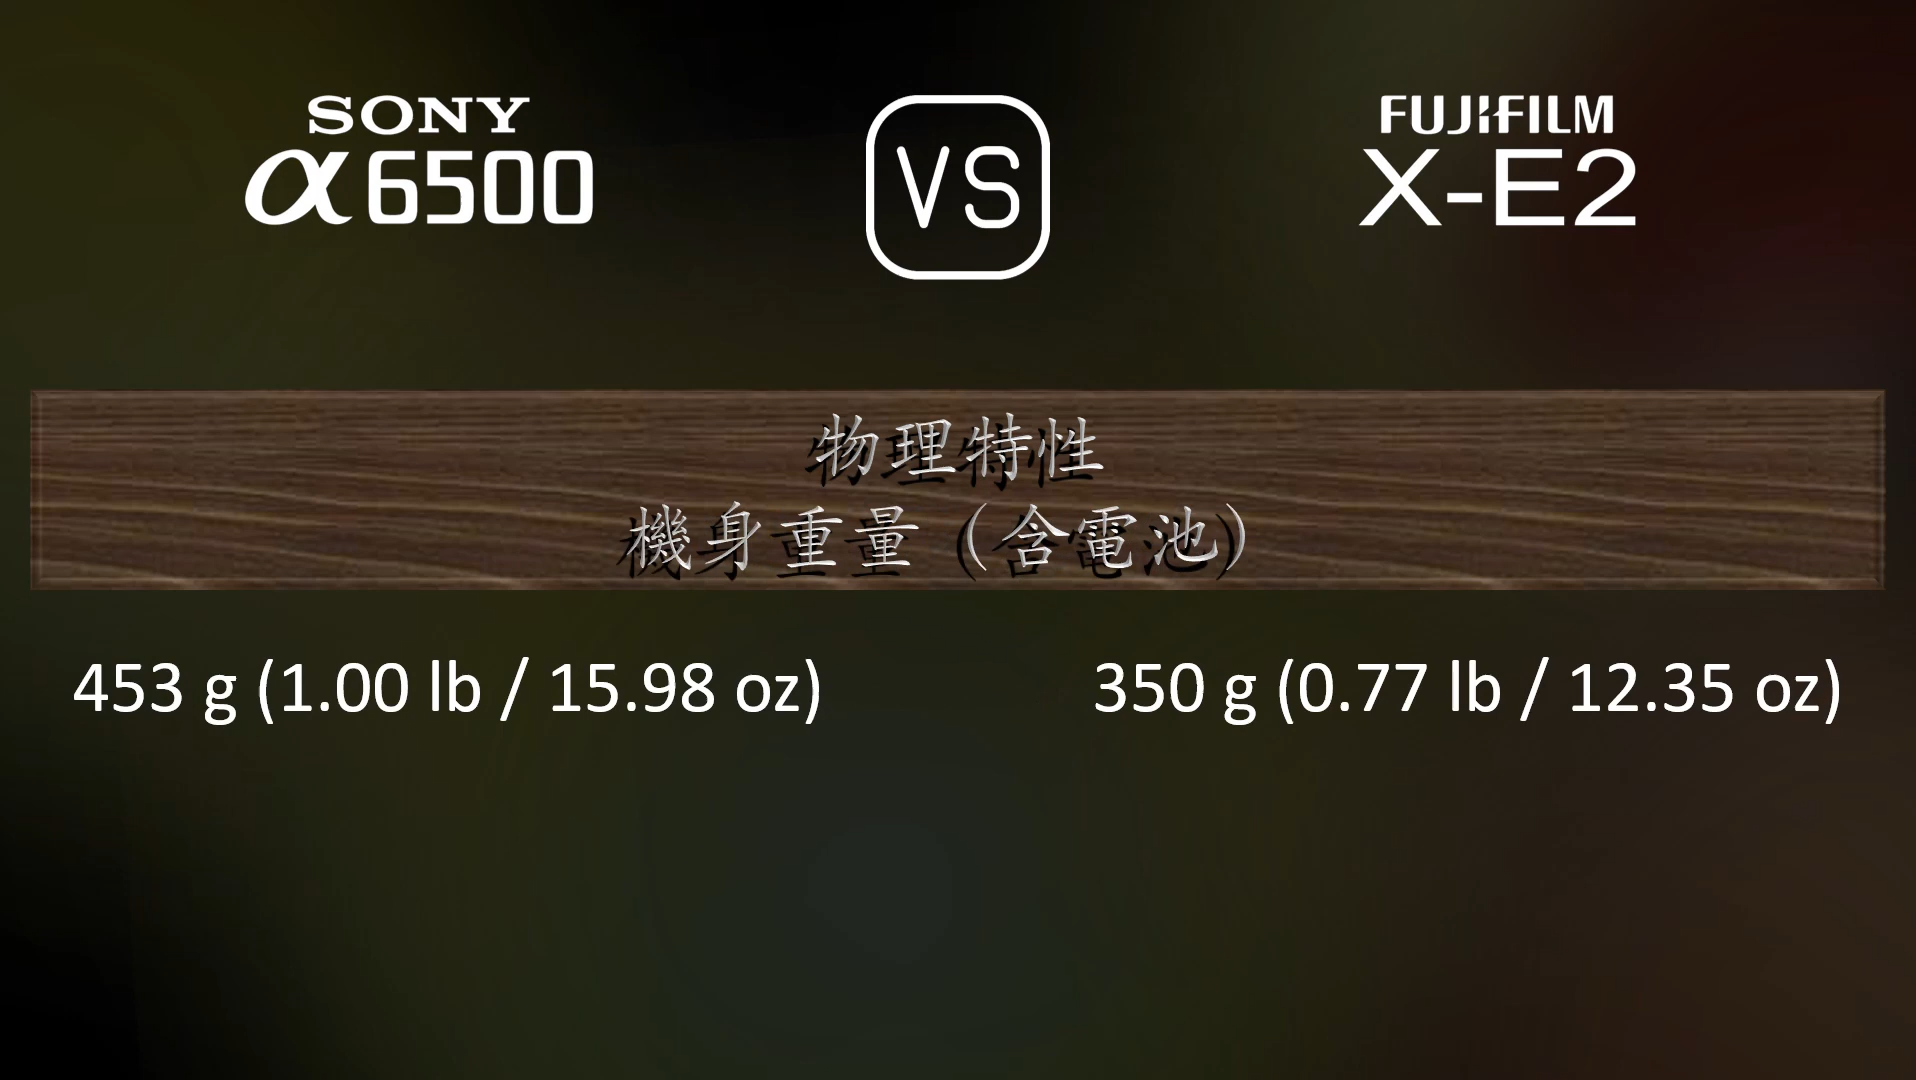 SONY
α6500
VS
FUJIFILM
X-E2
物理特性
機身重量（含電池）
453 g (1.00 lb / 15.98 oz)
350 g (0.77 lb / 12.35 oz)